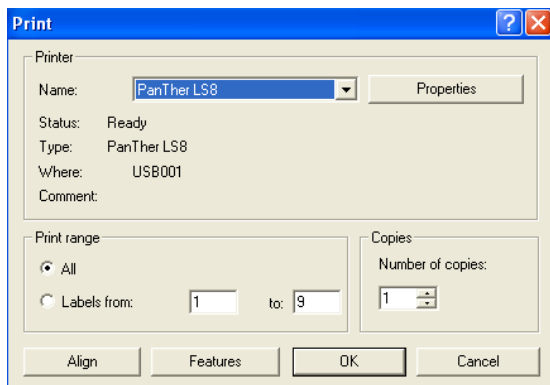 Print
Printer
Name: PanTher LS8 Properties
Status: Ready
Type: PanTher LS8
Where: USB001
Comment:
Print range
All
Labels from: 1 to: 9
Copies
Number of copies:
1
Align Features OK Cancel